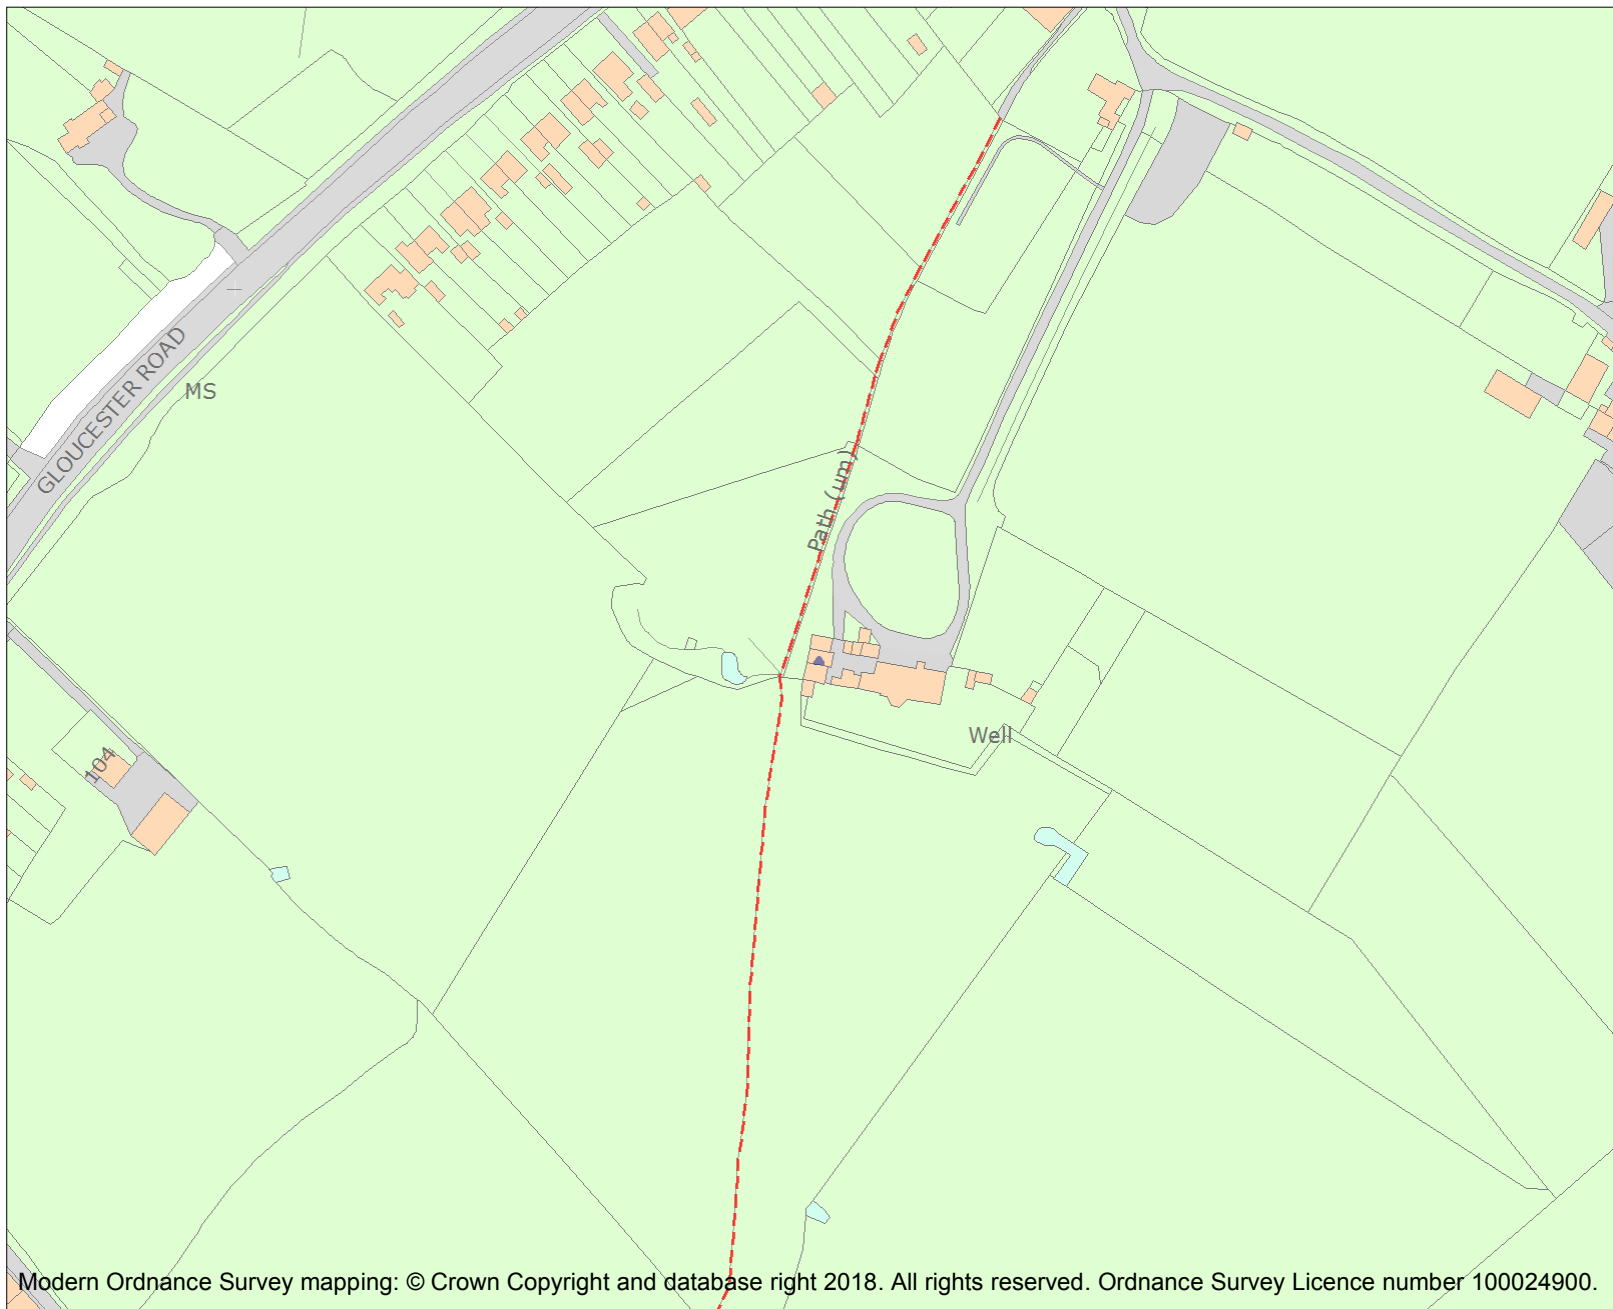 GLOUCESTER ROAD
MS
Path (um)
Well
104
Modern Ordnance Survey mapping: © Crown Copyright and database right 2018. All rights reserved. Ordnance Survey Licence number 100024900.